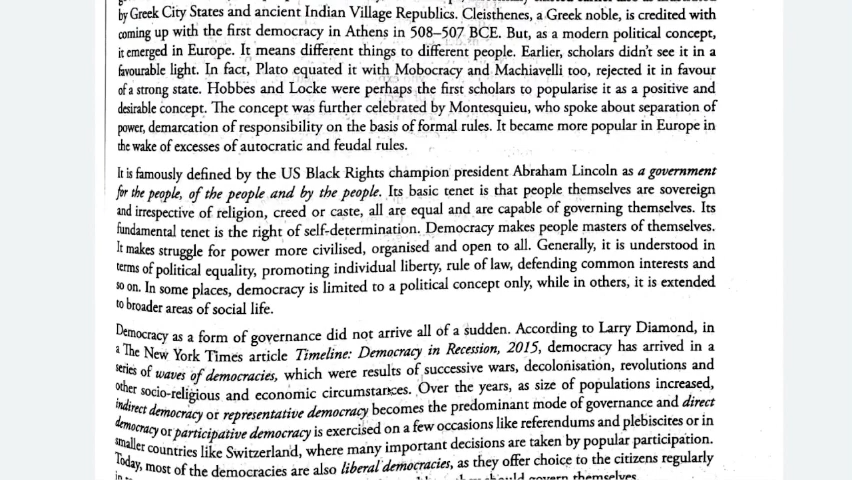 by Greek City States and ancient Indian Village Republics. Cleisthenes, a Greek noble, is credited with
coming up with the first democracy in Athens in 508–507 BCE. But, as a modern political concept,
it emerged in Europe. It means different things to different people. Earlier, scholars didn't see it in a
favourable light. In fact, Plato equated it with Mobocracy and Machiavelli too, rejected it in favour
of a strong state. Hobbes and Locke were perhaps the first scholars to popularise it as a positive and
desirable concept. The concept was further celebrated by Montesquieu, who spoke about separation of
power, demarcation of responsibility on the basis of formal rules. It became more popular in Europe in
the wake of excesses of autocratic and feudal rules.
It is famously defined by the US Black Rights champion president Abraham Lincoln as a government
for the people, of the people and by the people. Its basic tenet is that people themselves are sovereign
and irrespective of religion, creed or caste, all are equal and are capable of governing themselves. Its
fundamental tenet is the right of self-determination. Democracy makes people masters of themselves.
It makes struggle for power more civilised, organised and open to all. Generally, it is understood in
terms of political equality, promoting individual liberty, rule of law, defending common interests and
so on. In some places, democracy is limited to a political concept only, while in others, it is extended
to broader areas of social life.
Democracy as a form of governance did not arrive all of a sudden. According to Larry Diamond, in
a The New York Times article Timeline: Democracy in Recession, 2015, democracy has arrived in a
series of waves of democracies, which were results of successive wars, decolonisation, revolutions and
other socio-religious and economic circumstances. Over the years, as size of populations increased,
indirect democracy or representative democracy becomes the predominant mode of governance and direct
democracy or participative democracy is exercised on a few occasions like referendums and plebiscites or in
smaller countries like Switzerland, where many important decisions are taken by popular participation.
Today, most of the democracies are also liberal democracies, as they offer choice to the citizens regularly
should govern themselves